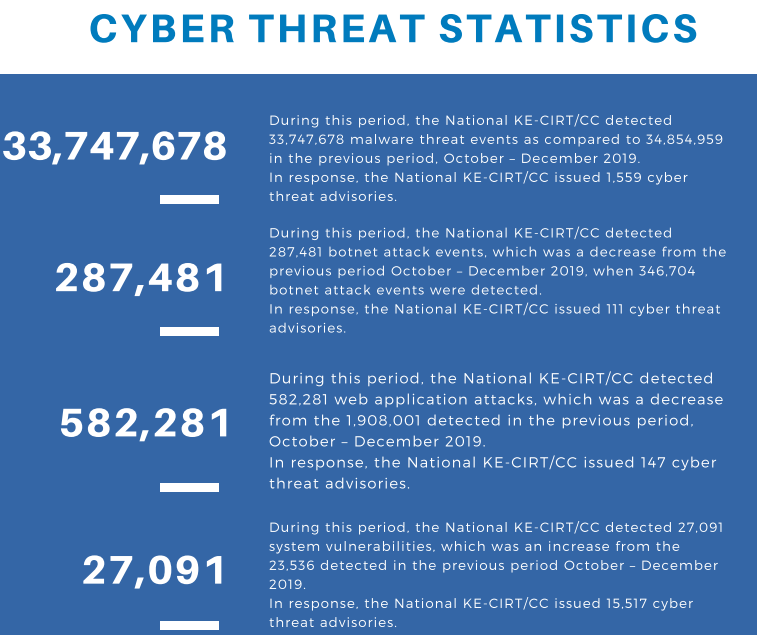 CYBER THREAT STATISTICS
33,747,678
During this period, the National KE-CIRT/CC detected
33,747,678 malware threat events as compared to 34,854,959
in the previous period, October – December 2019.
In response, the National KE-CIRT/CC issued 1,559 cyber
threat advisories.
287,481
During this period, the National KE-CIRT/CC detected
287,481 botnet attack events, which was a decrease from the
previous period October – December 2019, when 346,704
botnet attack events were detected.
In response, the National KE-CIRT/CC issued 111 cyber threat
advisories.
582,281
During this period, the National KE-CIRT/CC detected
582,281 web application attacks, which was a decrease
from the 1,908,001 detected in the previous period,
October – December 2019.
In response, the National KE-CIRT/CC issued 147 cyber
threat advisories.
27,091
During this period, the National KE-CIRT/CC detected 27,091
system vulnerabilities, which was an increase from the
23,536 detected in the previous period October – December
2019.
In response, the National KE-CIRT/CC issued 15,517 cyber
threat advisories.